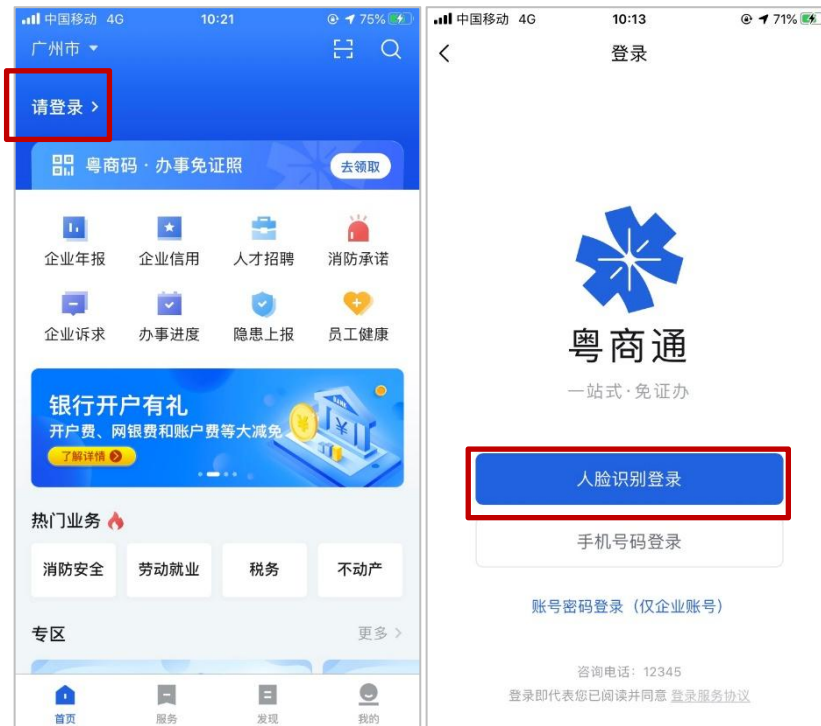 中国移动 4G 10:21 75%
广州市
请登录 >
粤商码 · 办事免证照 去领取
企业年报 企业信用 人才招聘 消防承诺
企业诉求 办事进度 隐患上报 员工健康
银行开户有礼
开户费、网银费和账户费等大减免
了解详情
热门业务
消防安全 劳动就业 税务 不动产
专区 更多 >
首页 服务 发现 我的
中国移动 4G 10:13 71%
登录
粤商通
一站式·免证办
人脸识别登录
手机号码登录
账号密码登录（仅企业账号）
咨询电话：12345
登录即代表您已阅读并同意 登录服务协议